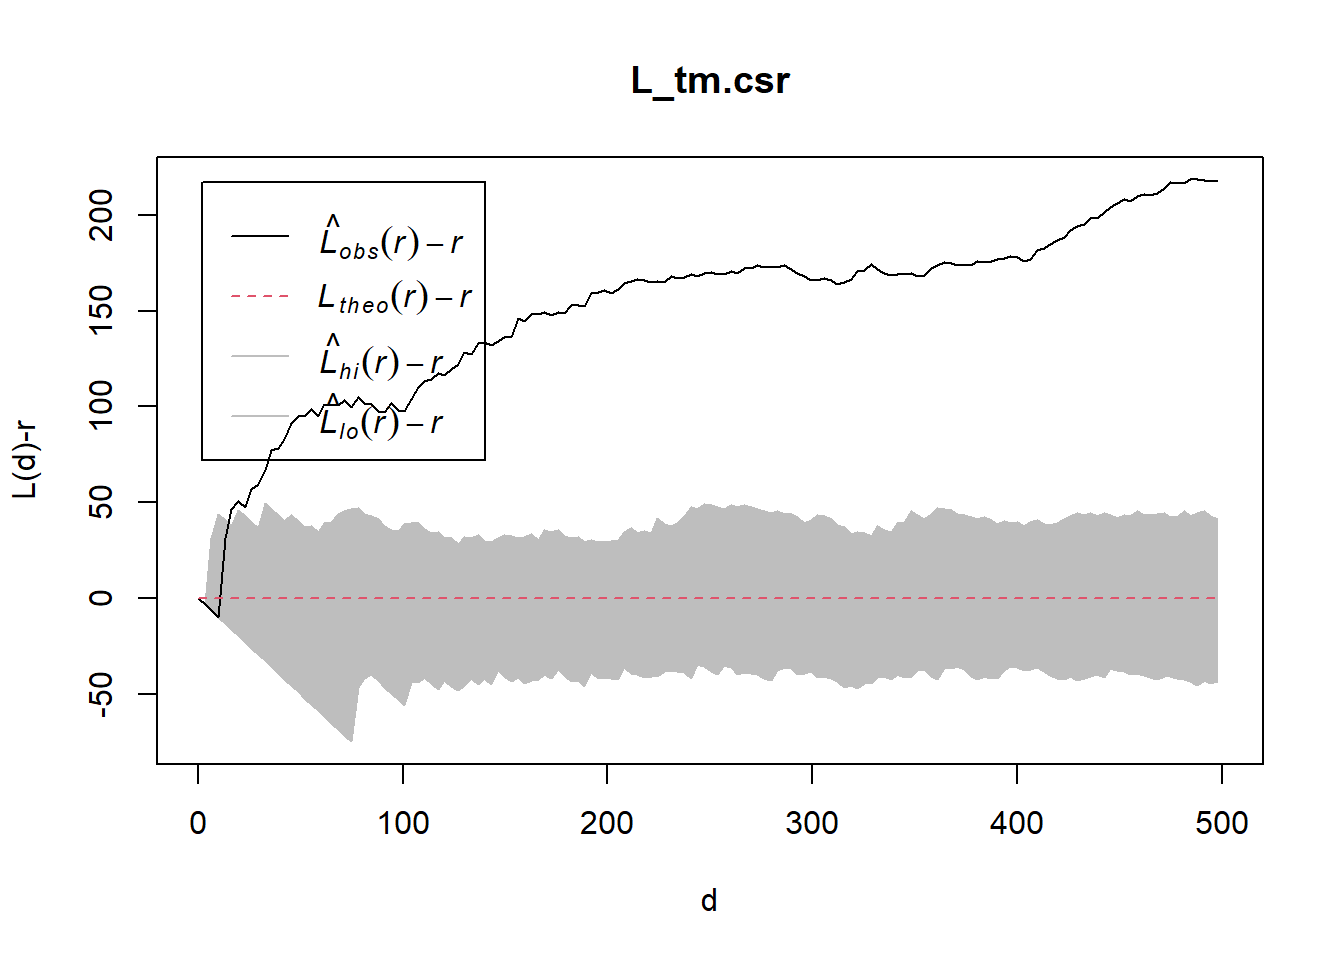 L_tm.csr
L(d)-r
200
150
100
50
0
-50
L̂obs(r) − r
Ltheo(r) − r
L̂hi(r) − r
L̂lo(r) − r
0 100 200 300 400 500
d